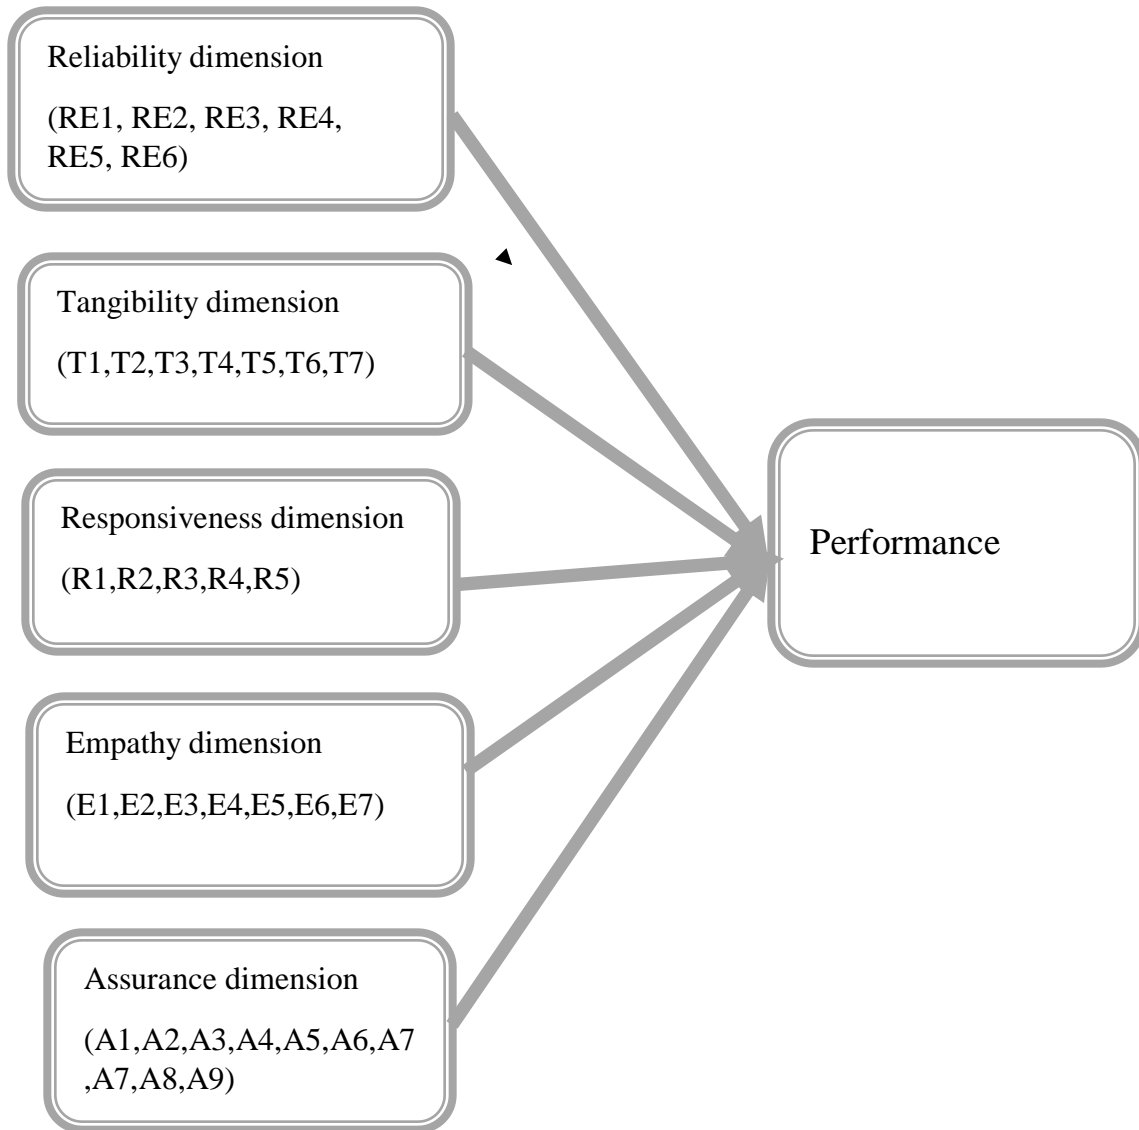 Reliability dimension
(RE1, RE2, RE3, RE4,
RE5, RE6)
Tangibility dimension
(T1,T2,T3,T4,T5,T6,T7)
Responsiveness dimension
(R1,R2,R3,R4,R5)
Performance
Empathy dimension
(E1,E2,E3,E4,E5,E6,E7)
Assurance dimension
(A1,A2,A3,A4,A5,A6,A7
,A7,A8,A9)